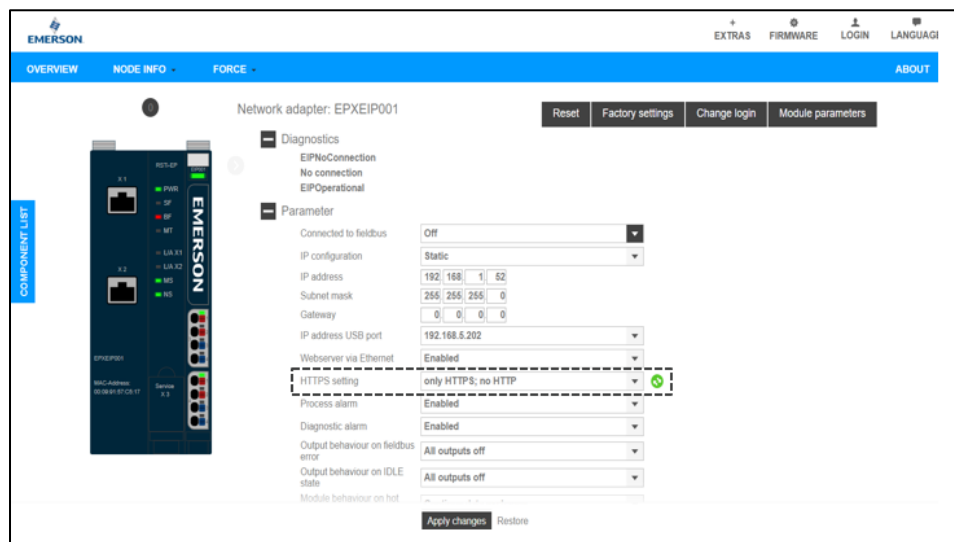 EMERSON
EXTRAS FIRMWARE LOGIN LANGUAGE
OVERVIEW NODE INFO FORCE ABOUT
Network adapter: EPXEIP001
Reset Factory settings Change login Module parameters
COMPONENT LIST
RSTi-EP
X 1
PWR
SF
BF
MT
L/A X1
L/A X2
MS
NS
X 2
EMERSON
EPXEIP001
MAC-Address:
Service
X 3
Diagnostics
EIPNoConnection
No connection
EIPOperational
Parameter
Connected to fieldbus Off
IP configuration Static
IP address 192 168 1 52
Subnet mask 255 255 255 0
Gateway 0 0 0 0
IP address USB port 192.168.5.202
Webserver via Ethernet Enabled
HTTPS setting only HTTPS; no HTTP
Process alarm Enabled
Diagnostic alarm Enabled
Output behaviour on fieldbus
error All outputs off
Output behaviour on IDLE
state All outputs off
Module behaviour on hot
Apply changes Restore